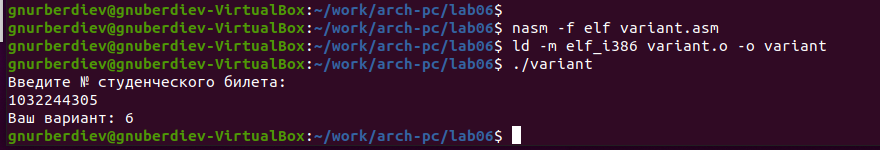 gnurberdiev@gnuberdiev-VirtualBox:~/work/arch-pc/lab06$
gnurberdiev@gnuberdiev-VirtualBox:~/work/arch-pc/lab06$ nasm -f elf variant.asm
gnurberdiev@gnuberdiev-VirtualBox:~/work/arch-pc/lab06$ ld -m elf_i386 variant.o -o variant
gnurberdiev@gnuberdiev-VirtualBox:~/work/arch-pc/lab06$ ./variant
Введите № студенческого билета:
1032244305
Ваш вариант: 6
gnurberdiev@gnuberdiev-VirtualBox:~/work/arch-pc/lab06$